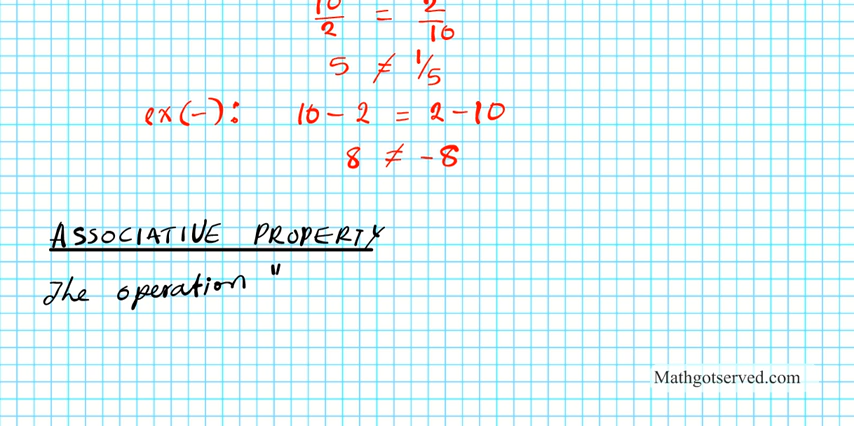 10/2 = 2/10
5 ≠ 1/5
ex(-): 10 - 2 = 2 - 10
8 ≠ -8
ASSOCIATIVE PROPERTY
The operation "
Mathgotserved.com